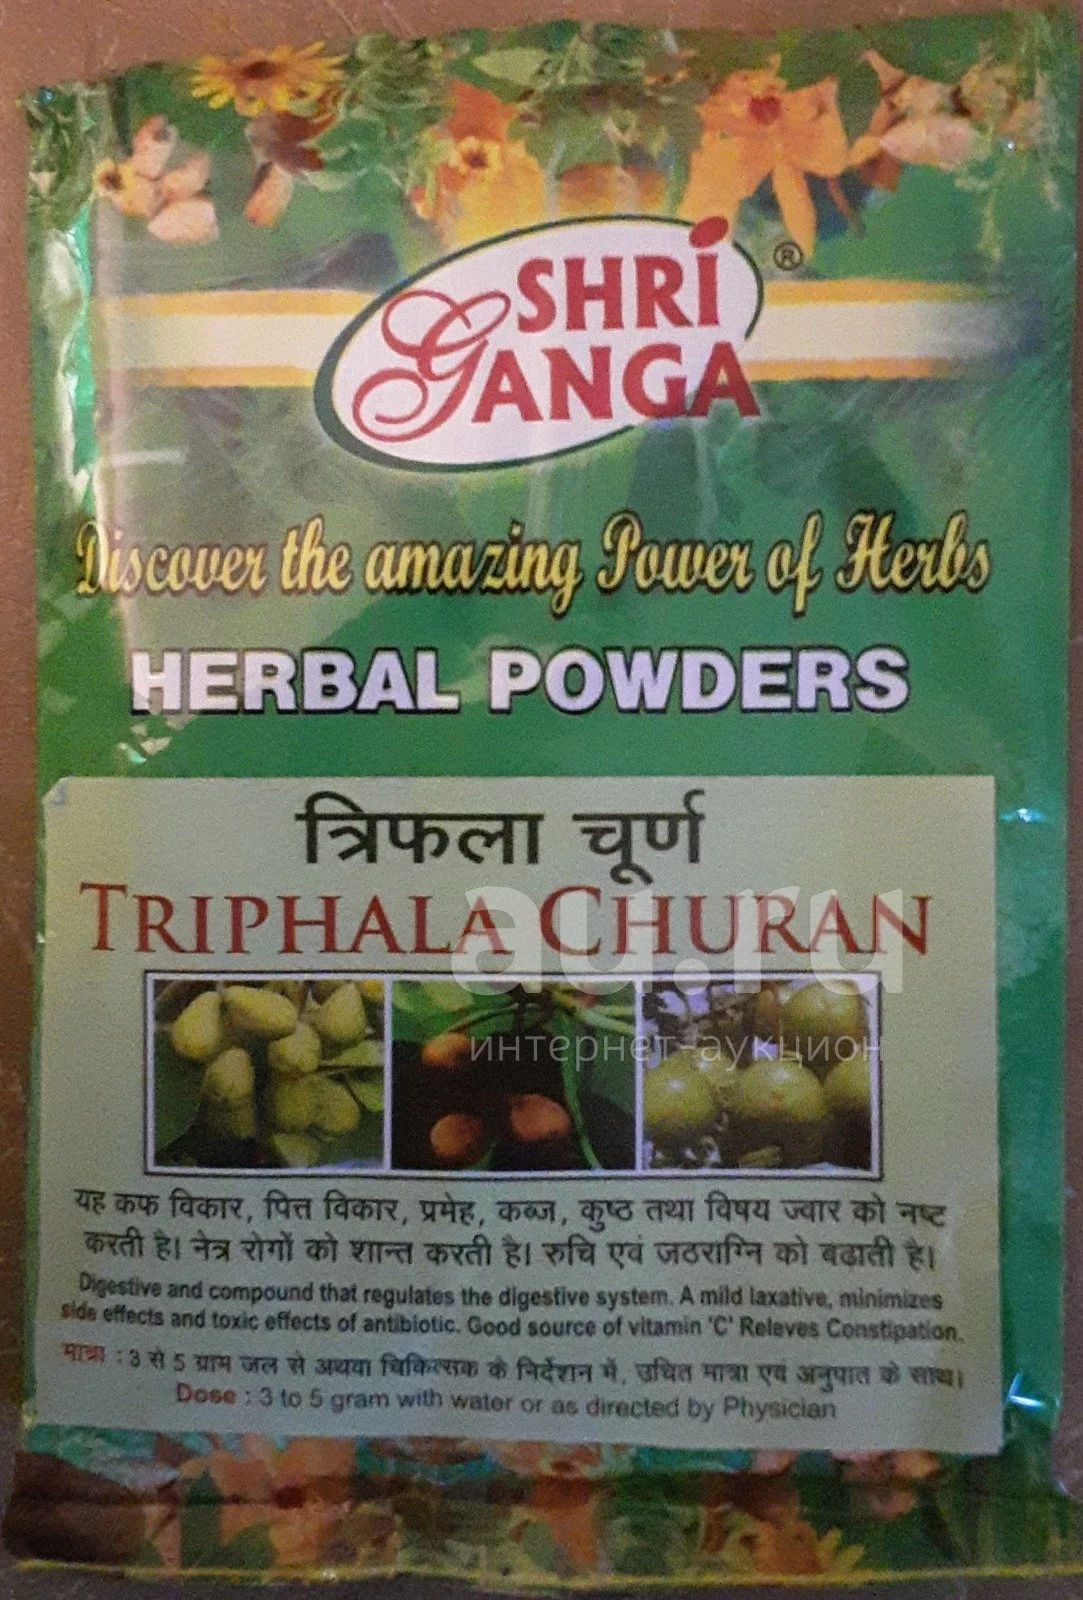 SHRI ®
GANGA
Discover the amazing Power of Herbs
HERBAL POWDERS
त्रिफला चूर्ण
TRIPHALA CHURAN
au.ru
интернет-аукцион
यह कफ विकार, पित्त विकार, प्रमेह, कब्ज, कुष्ठ तथा विषय ज्वार को नष्ट
करती है। नेत्र रोगों को शान्त करती है। रुचि एवं जठराग्नि को बढाती है।
Digestive and compound that regulates the digestive system. A mild laxative, minimizes
side effects and toxic effects of antibiotic. Good source of vitamin 'C' Releves Constipation.
मात्रा : 3 से 5 ग्राम जल से अथवा चिकित्सक के निर्देशन में, उचित मात्रा एवं अनुपात के साथ।
Dose : 3 to 5 gram with water or as directed by Physician